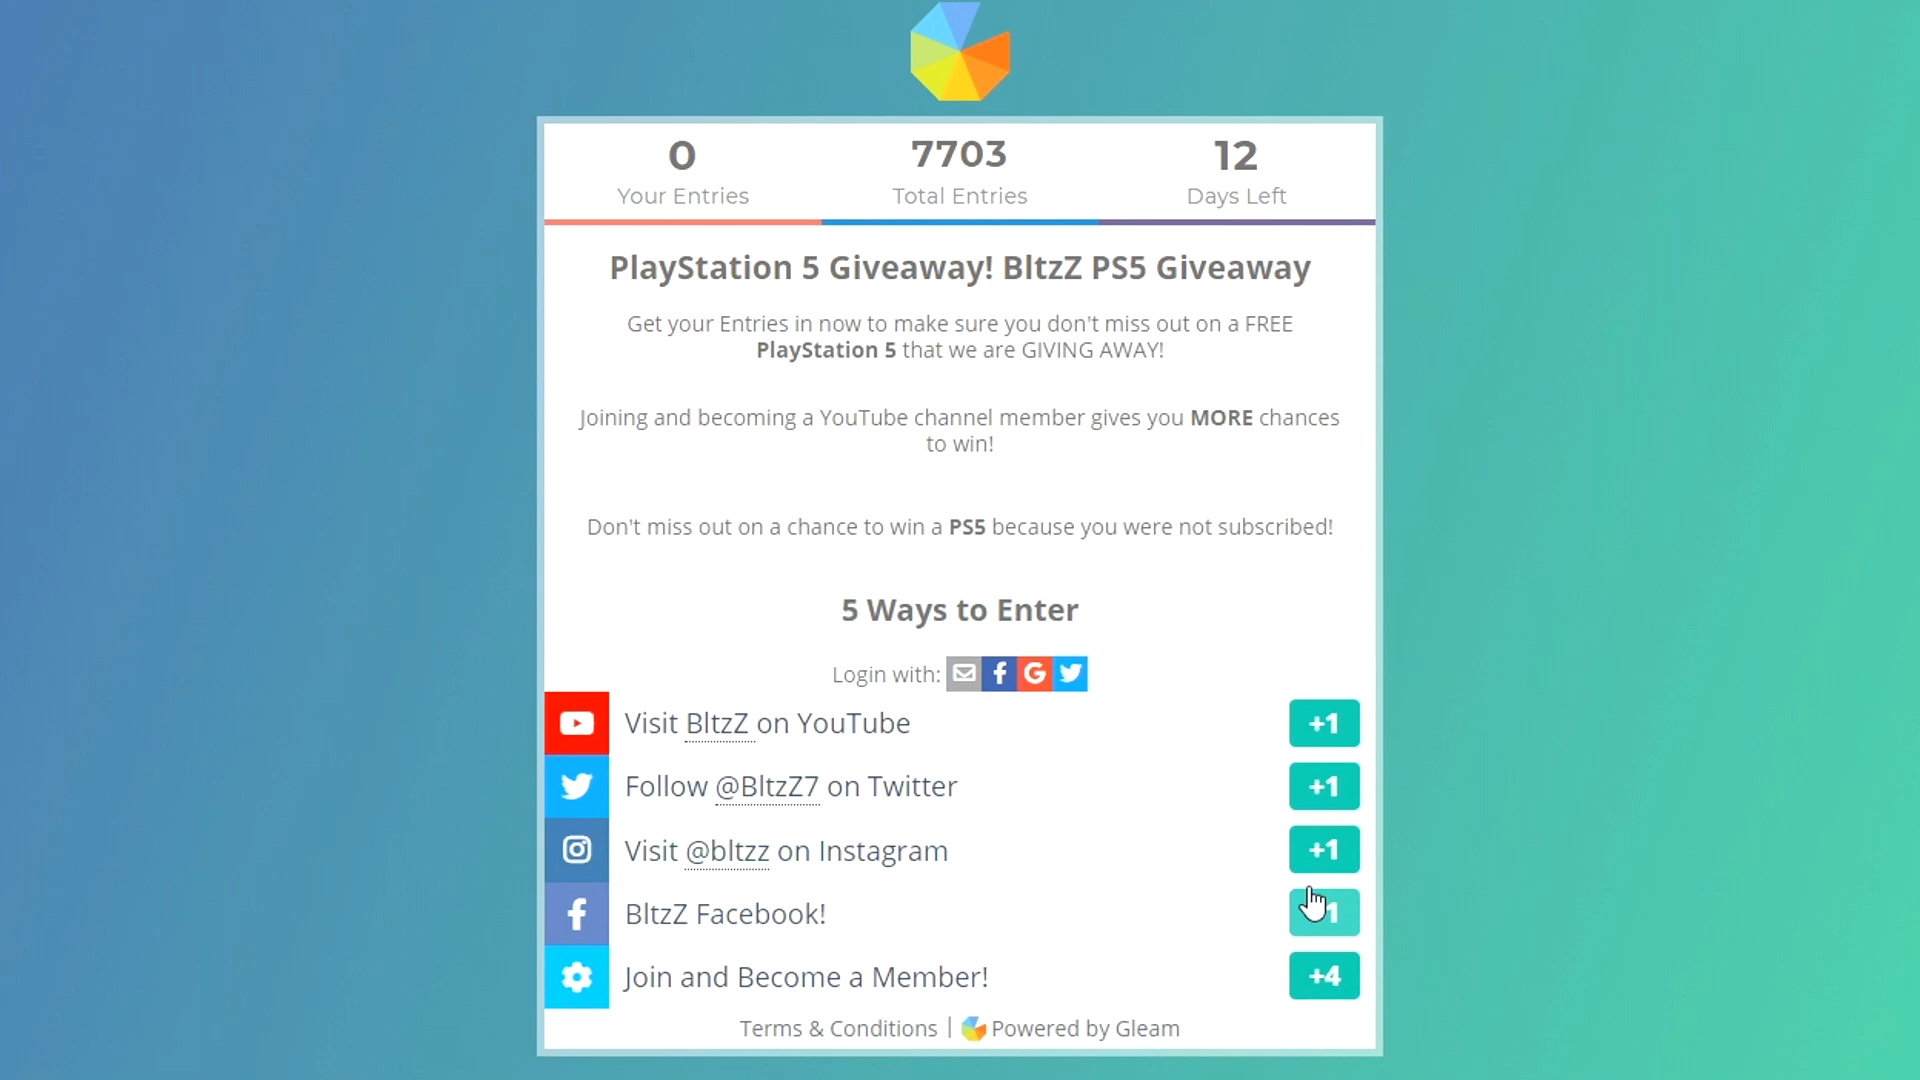 0
Your Entries
7703
Total Entries
12
Days Left
PlayStation 5 Giveaway! BltzZ PS5 Giveaway
Get your Entries in now to make sure you don't miss out on a FREE
PlayStation 5 that we are GIVING AWAY!
Joining and becoming a YouTube channel member gives you MORE chances
to win!
Don't miss out on a chance to win a PS5 because you were not subscribed!
5 Ways to Enter
Login with:
Visit BltzZ on YouTube +1
Follow @BltzZ7 on Twitter +1
Visit @bltzz on Instagram +1
BltzZ Facebook! 1
Join and Become a Member! +4
Terms & Conditions | Powered by Gleam